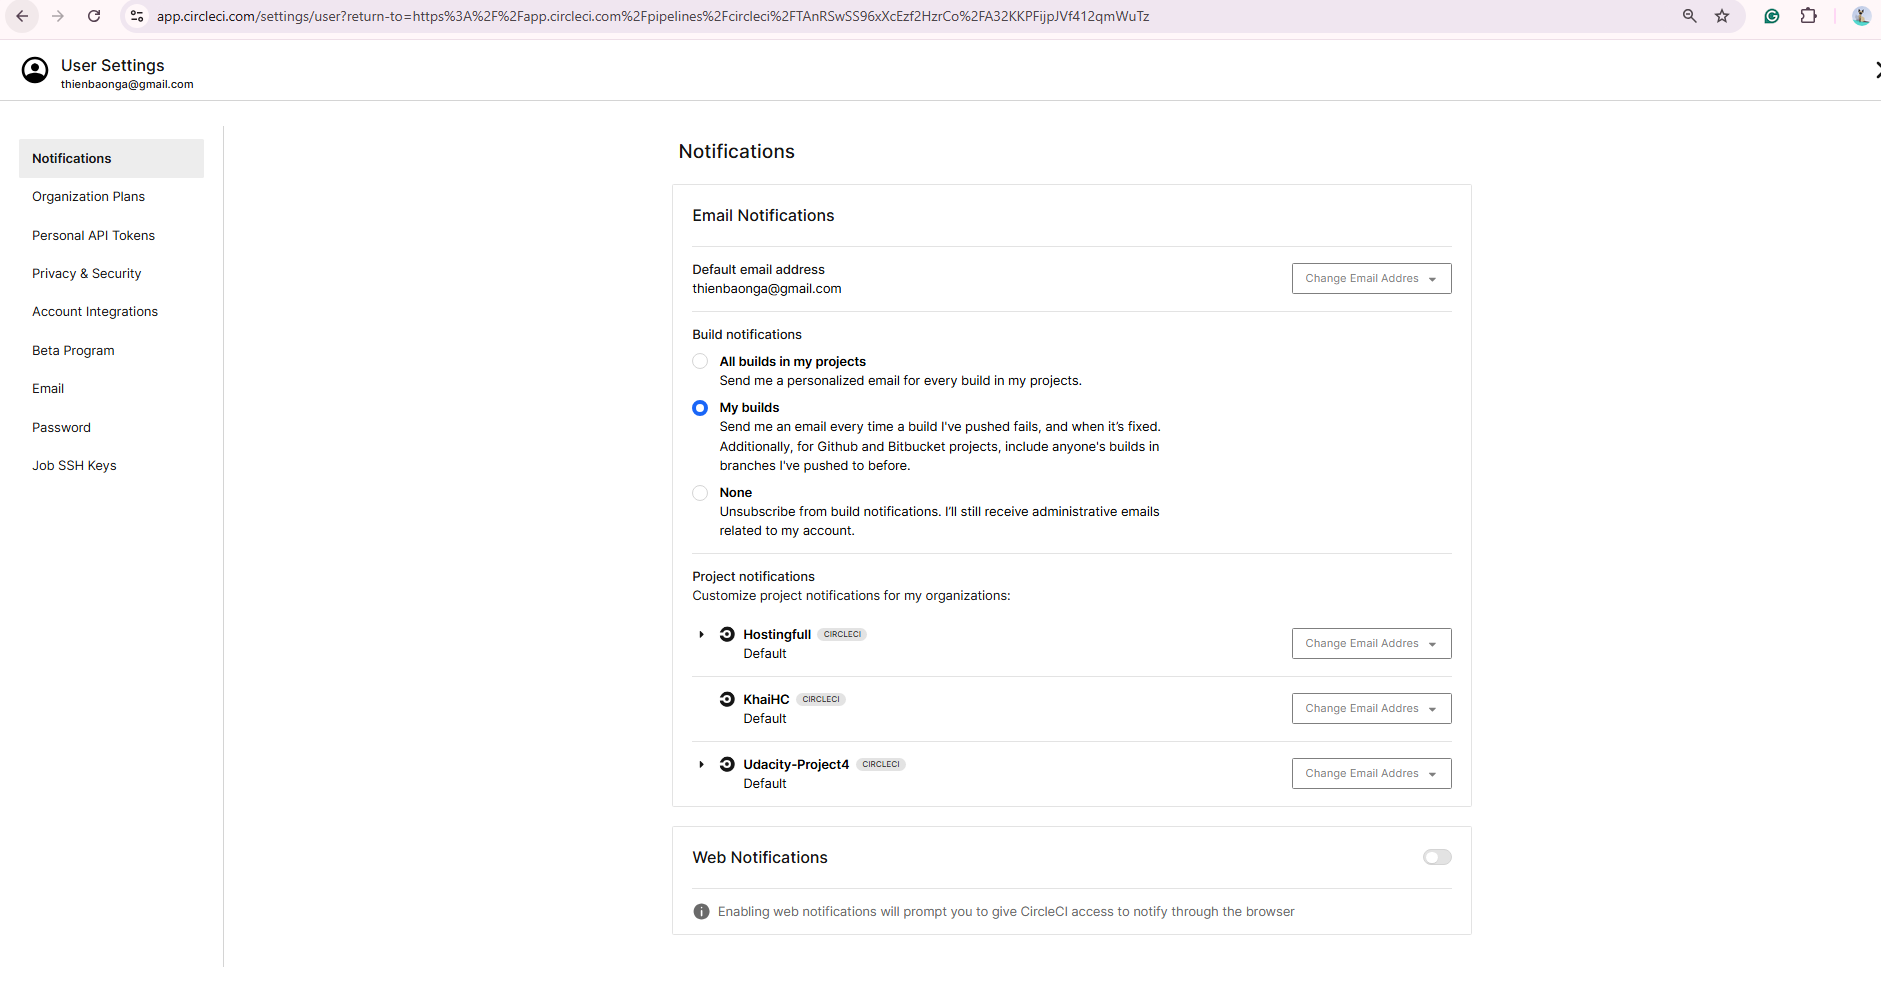 app.circleci.com/settings/user?return-to=https%3A%2F%2Fapp.circleci.com%2Fpipelines%2Fcircleci%2FTAnRSwSS96xXcEzf2HzrCo%2FA32KKPFijpJVf412qmWuTz
User Settings
thienbaonga@gmail.com
Notifications
Organization Plans
Personal API Tokens
Privacy & Security
Account Integrations
Beta Program
Email
Password
Job SSH Keys
Notifications
Email Notifications
Default email address
thienbaonga@gmail.com
Change Email Addres
Build notifications
All builds in my projects
Send me a personalized email for every build in my projects.
My builds
Send me an email every time a build I've pushed fails, and when it's fixed.
Additionally, for Github and Bitbucket projects, include anyone's builds in
branches I've pushed to before.
None
Unsubscribe from build notifications. I'll still receive administrative emails
related to my account.
Project notifications
Customize project notifications for my organizations:
Hostingfull CIRCLECI
Default
Change Email Addres
KhaiHC CIRCLECI
Default
Change Email Addres
Udacity-Project4 CIRCLECI
Default
Change Email Addres
Web Notifications
Enabling web notifications will prompt you to give CircleCI access to notify through the browser